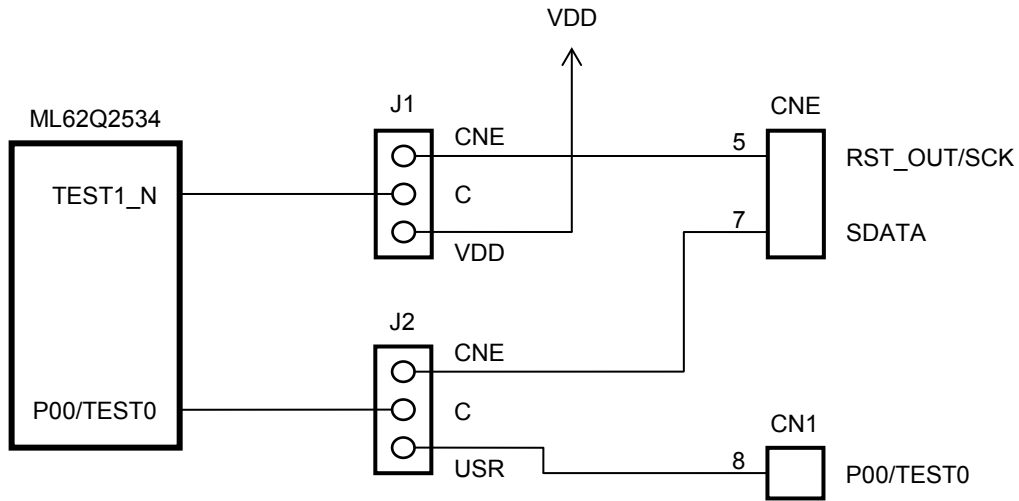 VDD
ML62Q2534
J1
CNE
CNE
5
RST_OUT/SCK
TEST1_N
C
7
SDATA
VDD
J2
CNE
P00/TEST0
C
CN1
USR
8
P00/TEST0